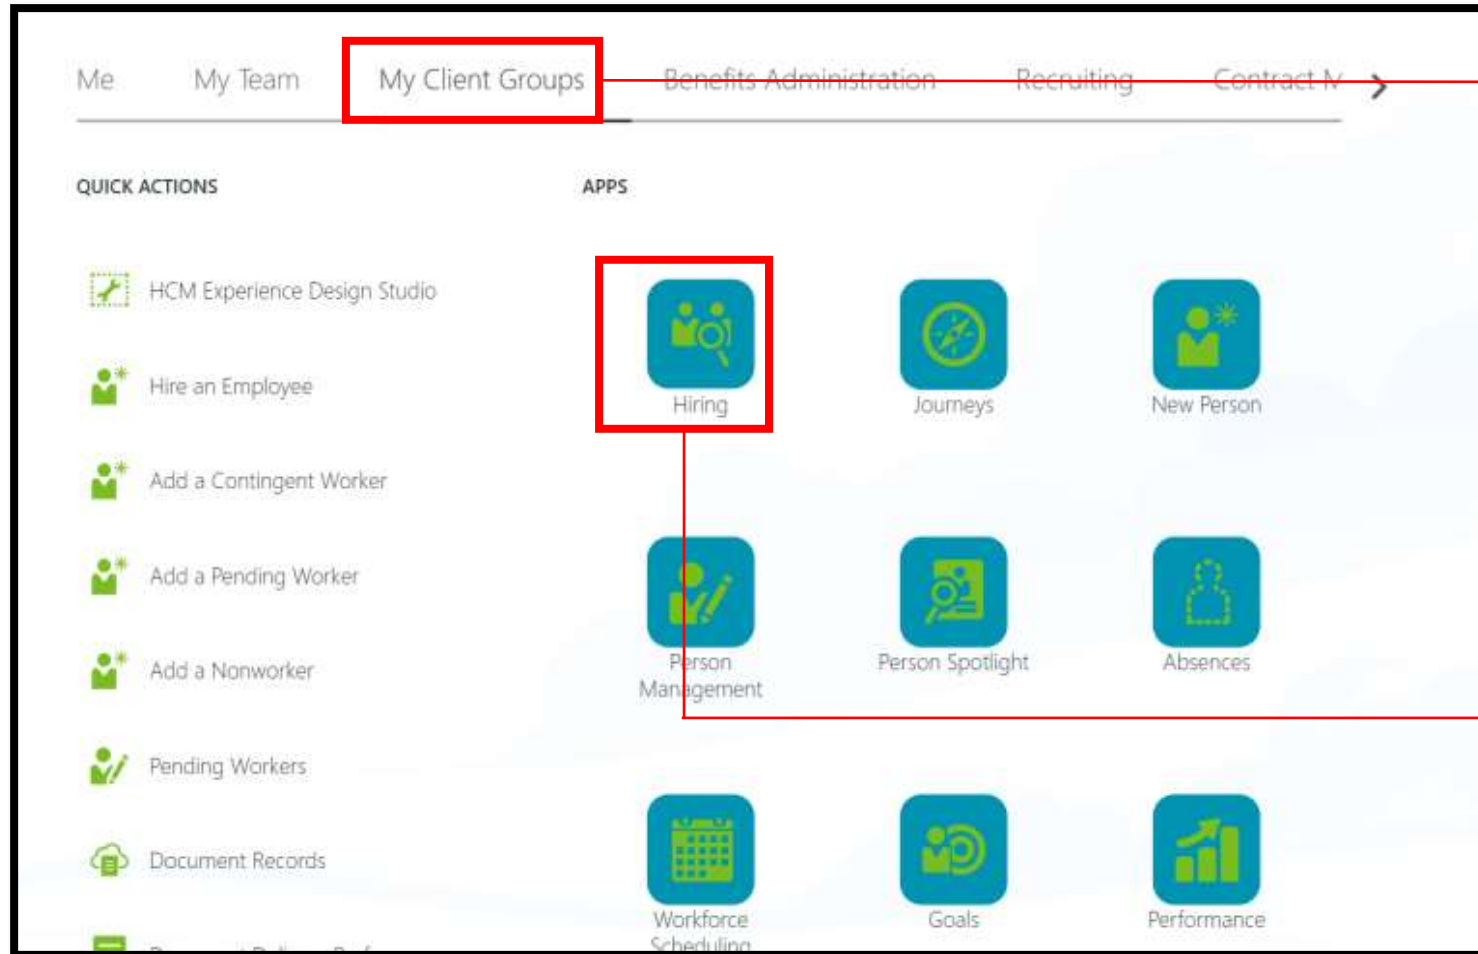 Me My Team My Client Groups Benefits Administration Recruiting Contract
QUICK ACTIONS
APPS
HCM Experience Design Studio
Hire an Employee
Add a Contingent Worker
Add a Pending Worker
Add a Nonworker
Pending Workers
Document Records
Hiring
Journeys
New Person
Person
Management
Person Spotlight
Absences
Workforce
Scheduling
Goals
Performance